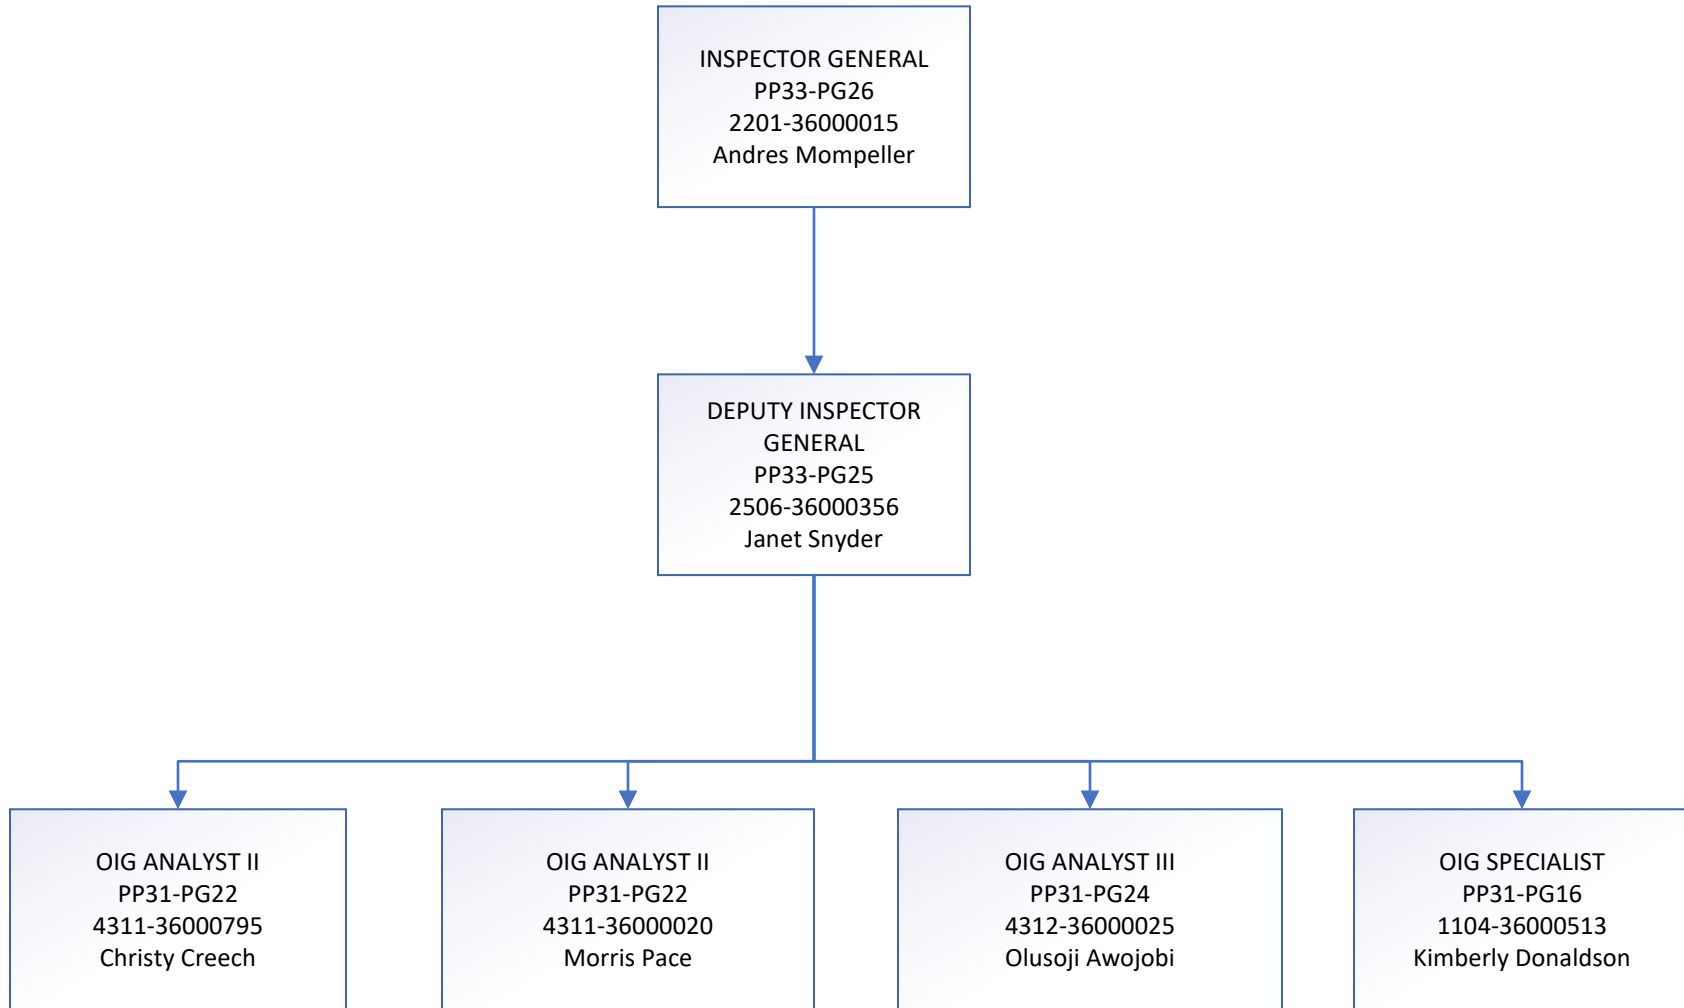 INSPECTOR GENERAL
PP33-PG26
2201-36000015
Andres Mompeller
DEPUTY INSPECTOR
GENERAL
PP33-PG25
2506-36000356
Janet Snyder
OIG ANALYST II
PP31-PG22
4311-36000795
Christy Creech
OIG ANALYST II
PP31-PG22
4311-36000020
Morris Pace
OIG ANALYST III
PP31-PG24
4312-36000025
Olusoji Awojobi
OIG SPECIALIST
PP31-PG16
1104-36000513
Kimberly Donaldson